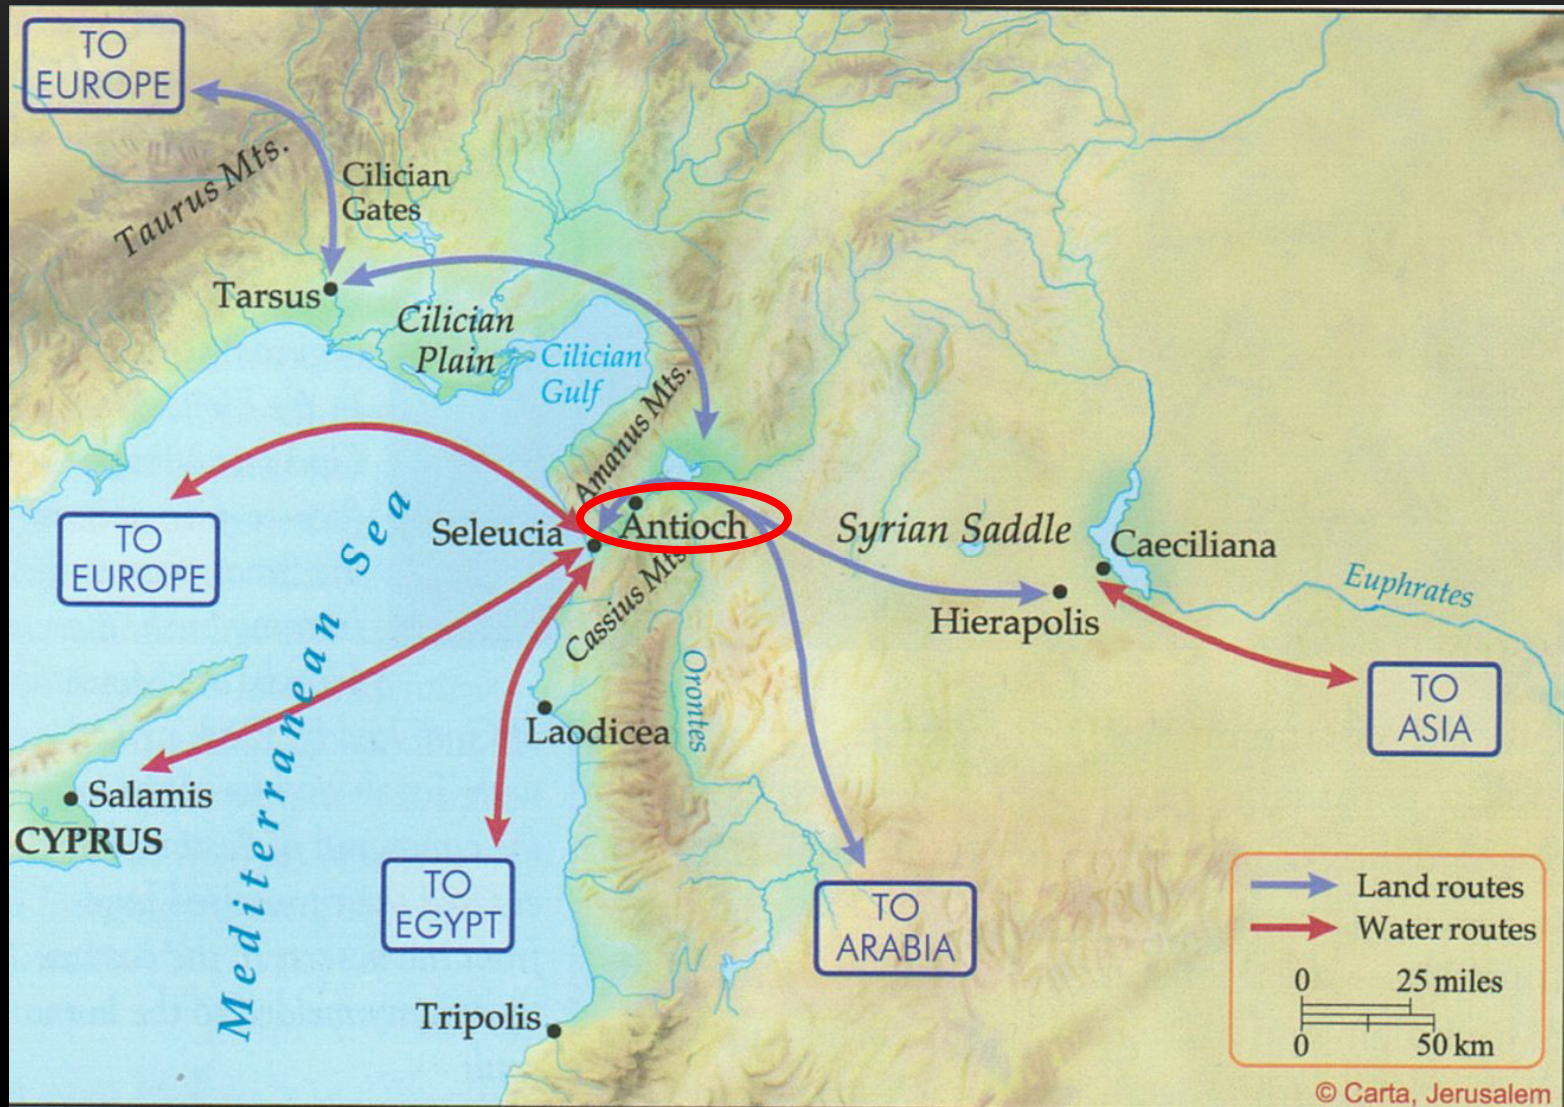 TO
EUROPE
Taurus Mts.
Cilician
Gates
Tarsus
Cilician
Plain
Cilician
Gulf
Amanus Mts.
Mediterranean Sea
TO
EUROPE
Seleucia
Antioch
Syrian Saddle
Caeciliana
Hierapolis
Euphrates
Cassius Mts.
Orontes
Laodicea
TO
ASIA
Salamis
CYPRUS
TO
EGYPT
TO
ARABIA
Tripolis
Land routes
Water routes
0 25 miles
0 50 km
© Carta, Jerusalem